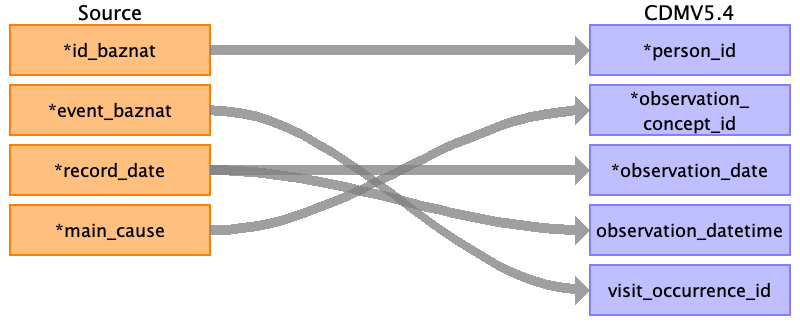 Source
CDMV5.4
*id_baznat
*person_id
*event_baznat
*observation_
concept_id
*record_date
*observation_date
*main_cause
observation_datetime
visit_occurrence_id